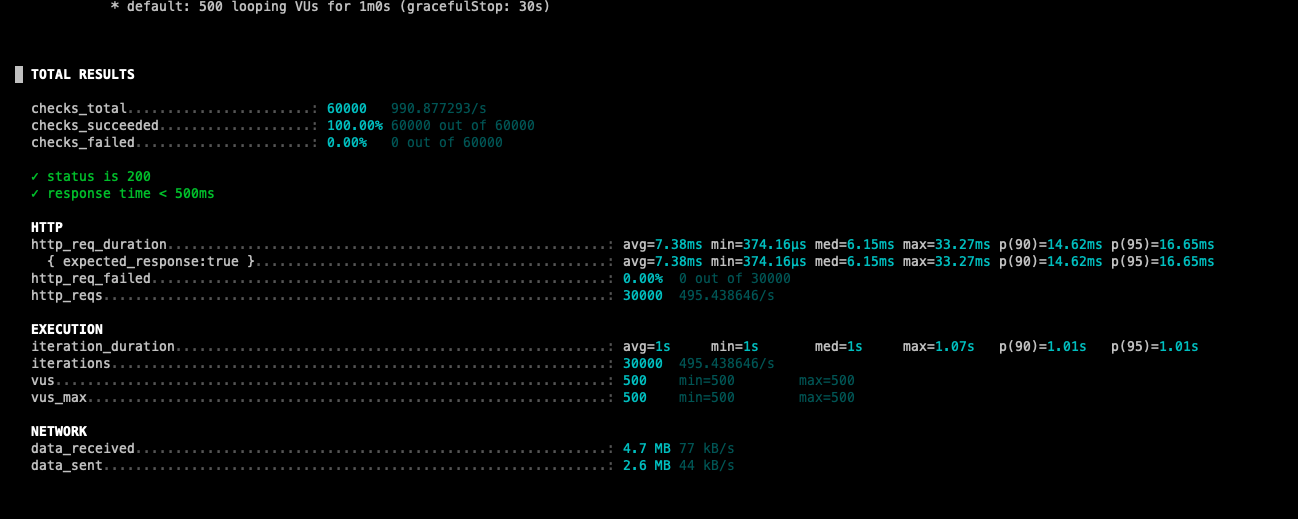 * default: 500 looping VUs for 1m0s (gracefulStop: 30s)
TOTAL RESULTS
checks_total.......................: 60000 990.877293/s
checks_succeeded...................: 100.00% 60000 out of 60000
checks_failed......................: 0.00% 0 out of 60000
✓ status is 200
✓ response time < 500ms
HTTP
http_req_duration.......................................................: avg=7.38ms min=374.16µs med=6.15ms max=33.27ms p(90)=14.62ms p(95)=16.65ms
{ expected_response:true }............................................: avg=7.38ms min=374.16µs med=6.15ms max=33.27ms p(90)=14.62ms p(95)=16.65ms
http_req_failed.........................................................: 0.00% 0 out of 30000
http_reqs...............................................................: 30000 495.438646/s
EXECUTION
iteration_duration......................................................: avg=1s min=1s med=1s max=1.07s p(90)=1.01s p(95)=1.01s
iterations..............................................................: 30000 495.438646/s
vus.....................................................................: 500 min=500 max=500
vus_max.................................................................: 500 min=500 max=500
NETWORK
data_received...........................................................: 4.7 MB 77 kB/s
data_sent...............................................................: 2.6 MB 44 kB/s